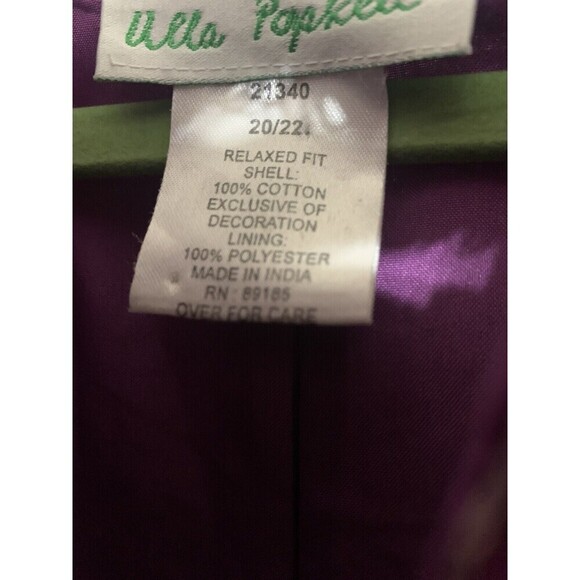 Ulla Popken
21340
20/22.
RELAXED FIT
SHELL:
100% COTTON
EXCLUSIVE OF
DECORATION
LINING:
100% POLYESTER
MADE IN INDIA
RN : 89185
OVER FOR CARE